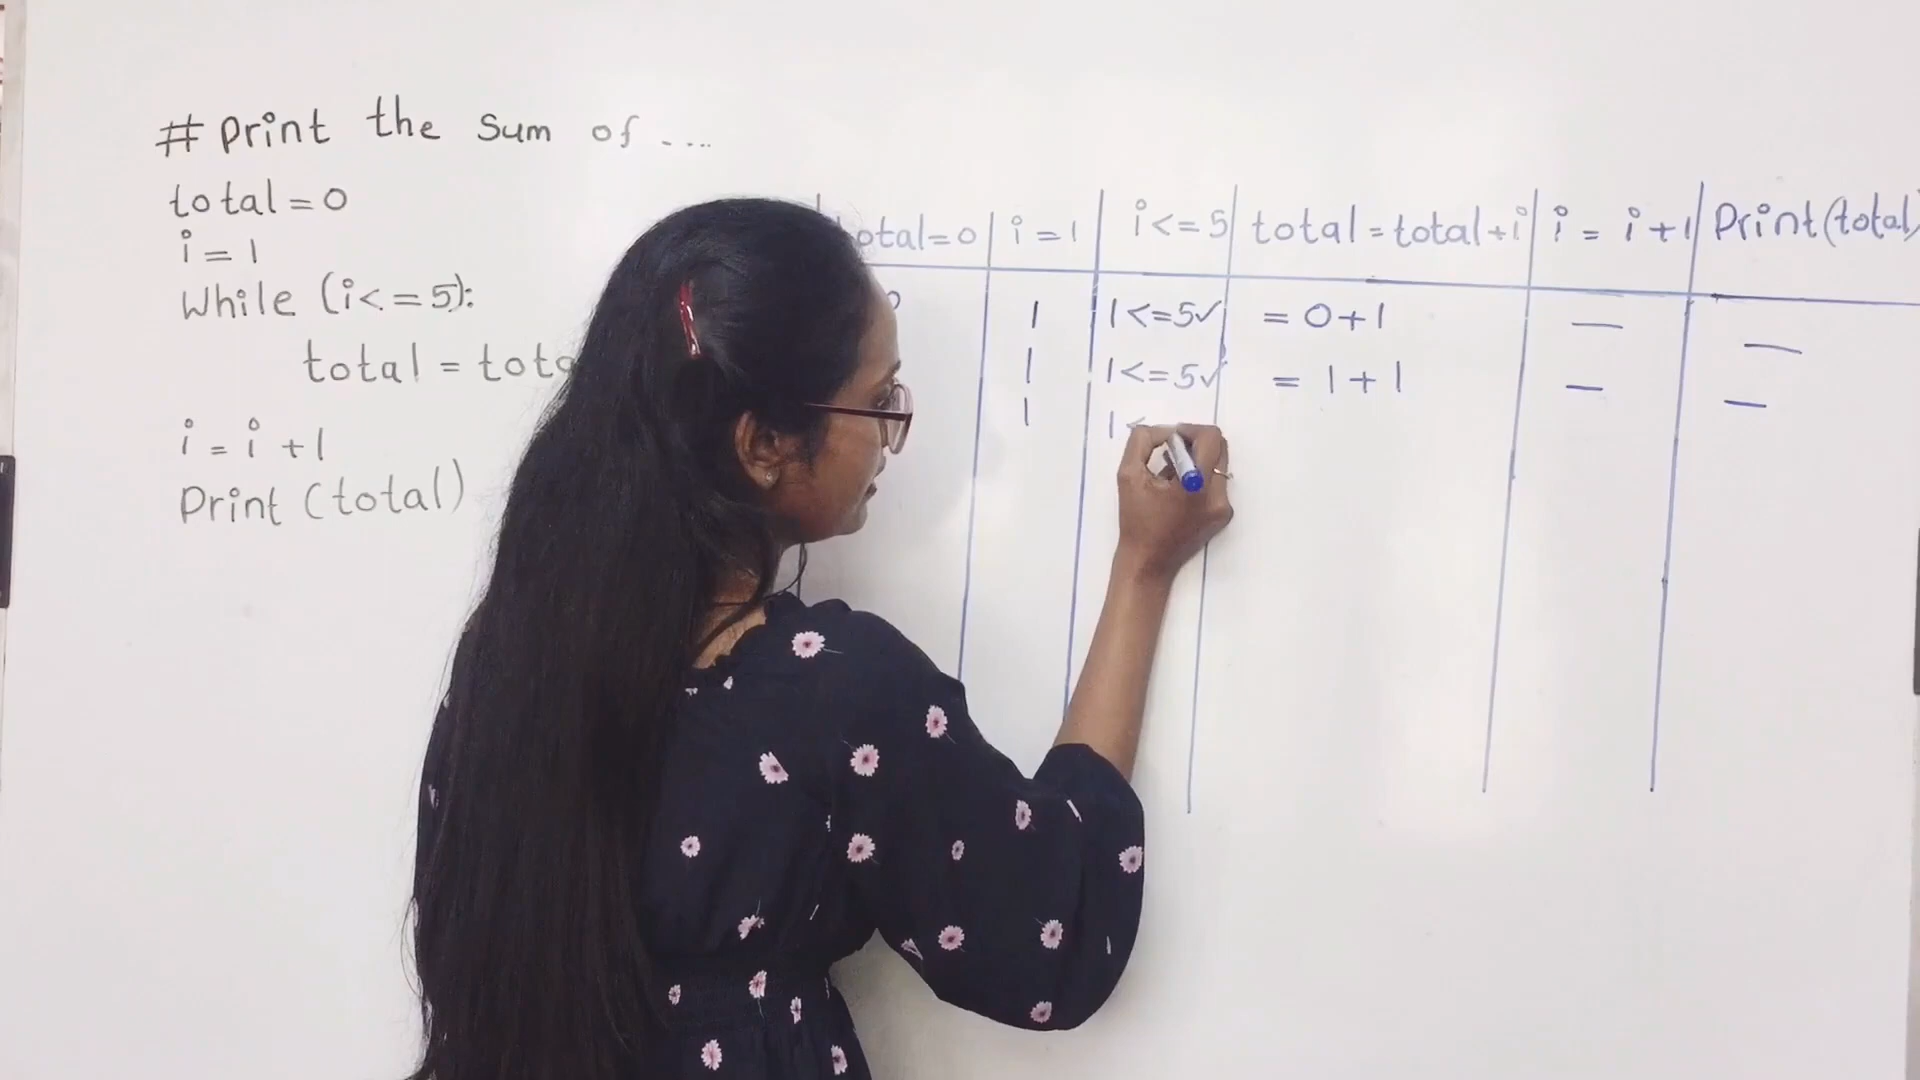 # Print the sum of ....
total = 0
i = 1
While (i <= 5):
total =
i = i + 1
Print (total)
i = 1 | i <= 5 | total = total + i | i = i + 1 | Print (total)
1 | 1 <= 5 ✓ | = 0 + 1 | — | —
1 | 1 <= 5 ✓ | = 1 + 1 | — | —
1 | 1 <